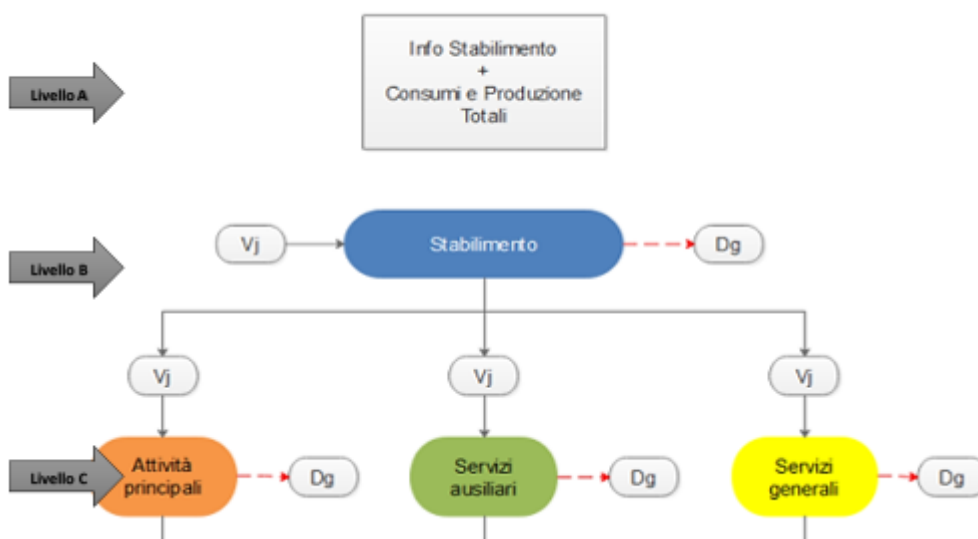 Info Stabilimento
+
Consumi e Produzione
Totali
Livello A
Vj
Stabilimento
Dg
Livello B
Vj
Vj
Vj
Livello C
Attività
principali
Dg
Servizi
ausiliari
Dg
Servizi
generali
Dg